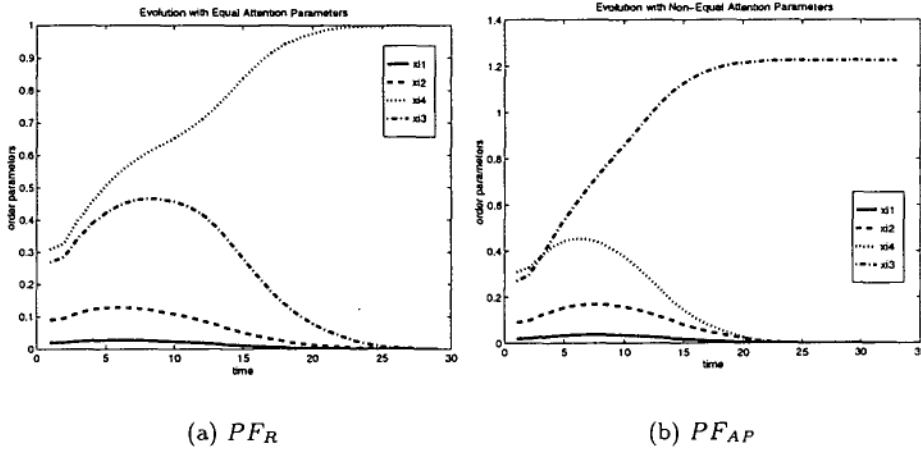 Evolution with Equal Attention Parameters
1
0.9
0.8
0.7
0.6
0.5
0.4
0.3
0.2
0.1
0
order parameters
xi1
xi2
xi4
xi3
0 5 10 15 20 25 30
time
(a) PF_R
Evolution with Non-Equal Attention Parameters
1.4
1.2
1
0.8
0.6
0.4
0.2
0
order parameters
xi1
xi2
xi4
xi3
0 5 10 15 20 25 30 35
time
(b) PF_AP